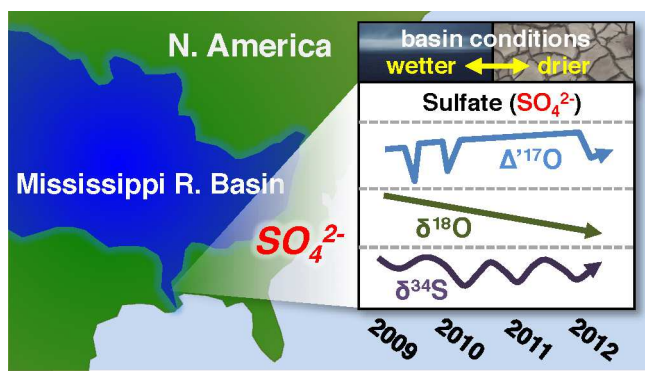 N. America
Mississippi R. Basin
SO₄²⁻
basin conditions
wetter drier
Sulfate (SO₄²⁻)
Δ'¹⁷O
δ¹⁸O
δ³⁴S
2009 2010 2011 2012